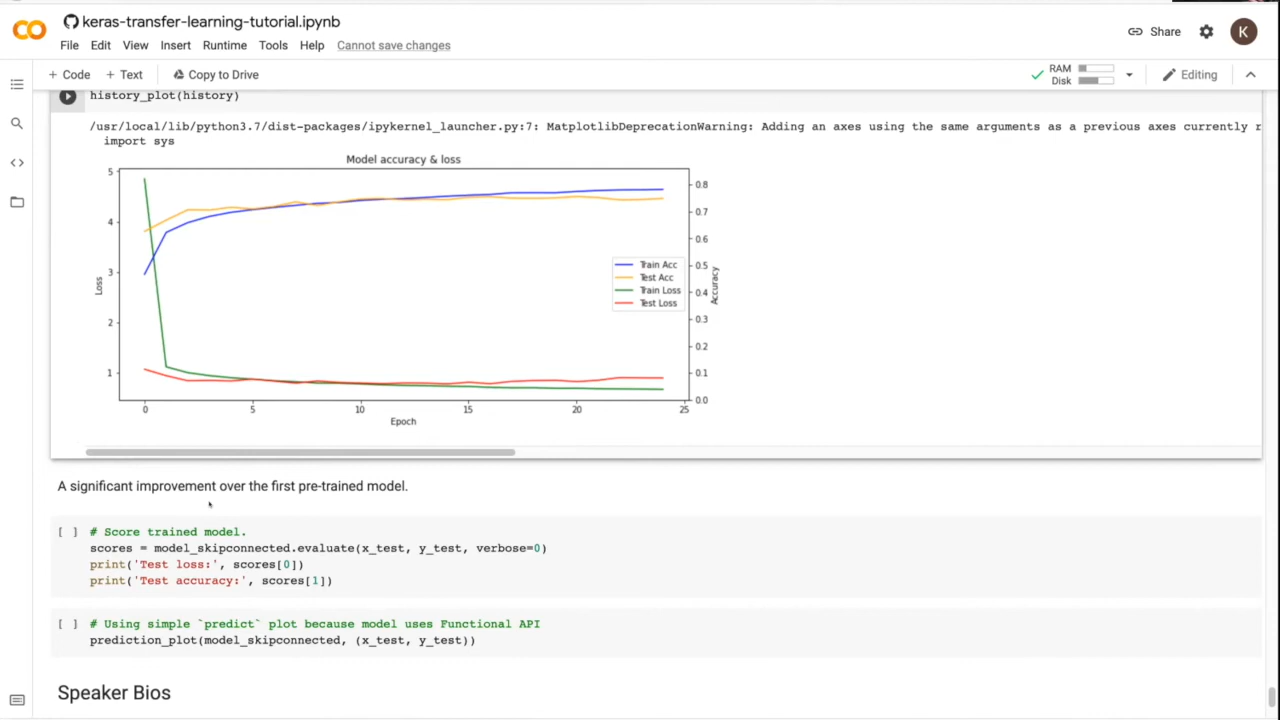 keras-transfer-learning-tutorial.ipynb
Share
K
File Edit View Insert Runtime Tools Help Cannot save changes
+ Code + Text Copy to Drive
RAM
Disk
Editing
history_plot(history)
/usr/local/lib/python3.7/dist-packages/ipykernel_launcher.py:7: MatplotlibDeprecationWarning: Adding an axes using the same arguments as a previous axes currently r
import sys
Model accuracy & loss
5
4
3
2
1
Loss
0.8
0.7
0.6
0.5
0.4
0.3
0.2
0.1
0.0
Accuracy
Train Acc
Test Acc
Train Loss
Test Loss
0 5 10 15 20 25
Epoch
A significant improvement over the first pre-trained model.
[ ] # Score trained model.
scores = model_skipconnected.evaluate(x_test, y_test, verbose=0)
print('Test loss:', scores[0])
print('Test accuracy:', scores[1])
[ ] # Using simple `predict` plot because model uses Functional API
prediction_plot(model_skipconnected, (x_test, y_test))
Speaker Bios